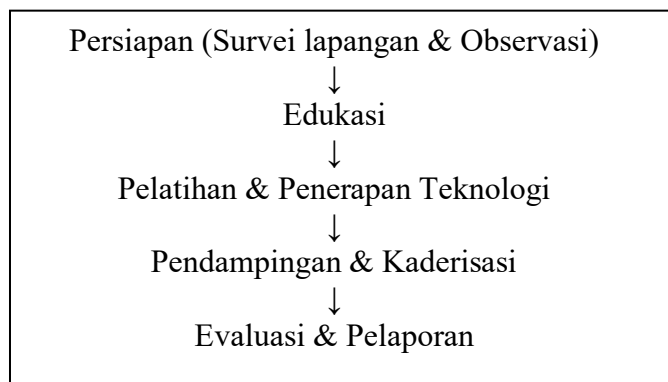 Persiapan (Survei lapangan & Observasi)
↓
Edukasi
↓
Pelatihan & Penerapan Teknologi
↓
Pendampingan & Kaderisasi
↓
Evaluasi & Pelaporan